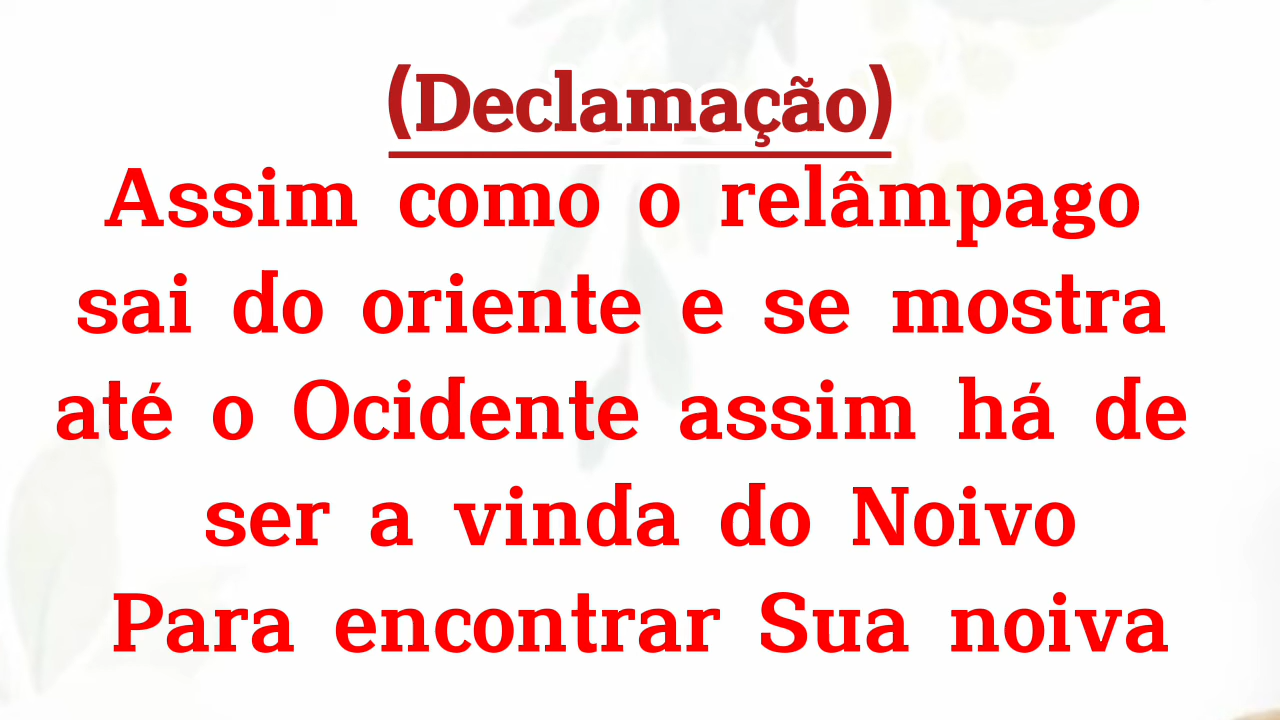 (Declamação)
Assim como o relâmpago
sai do oriente e se mostra
até o Ocidente assim há de
ser a vinda do Noivo
Para encontrar Sua noiva